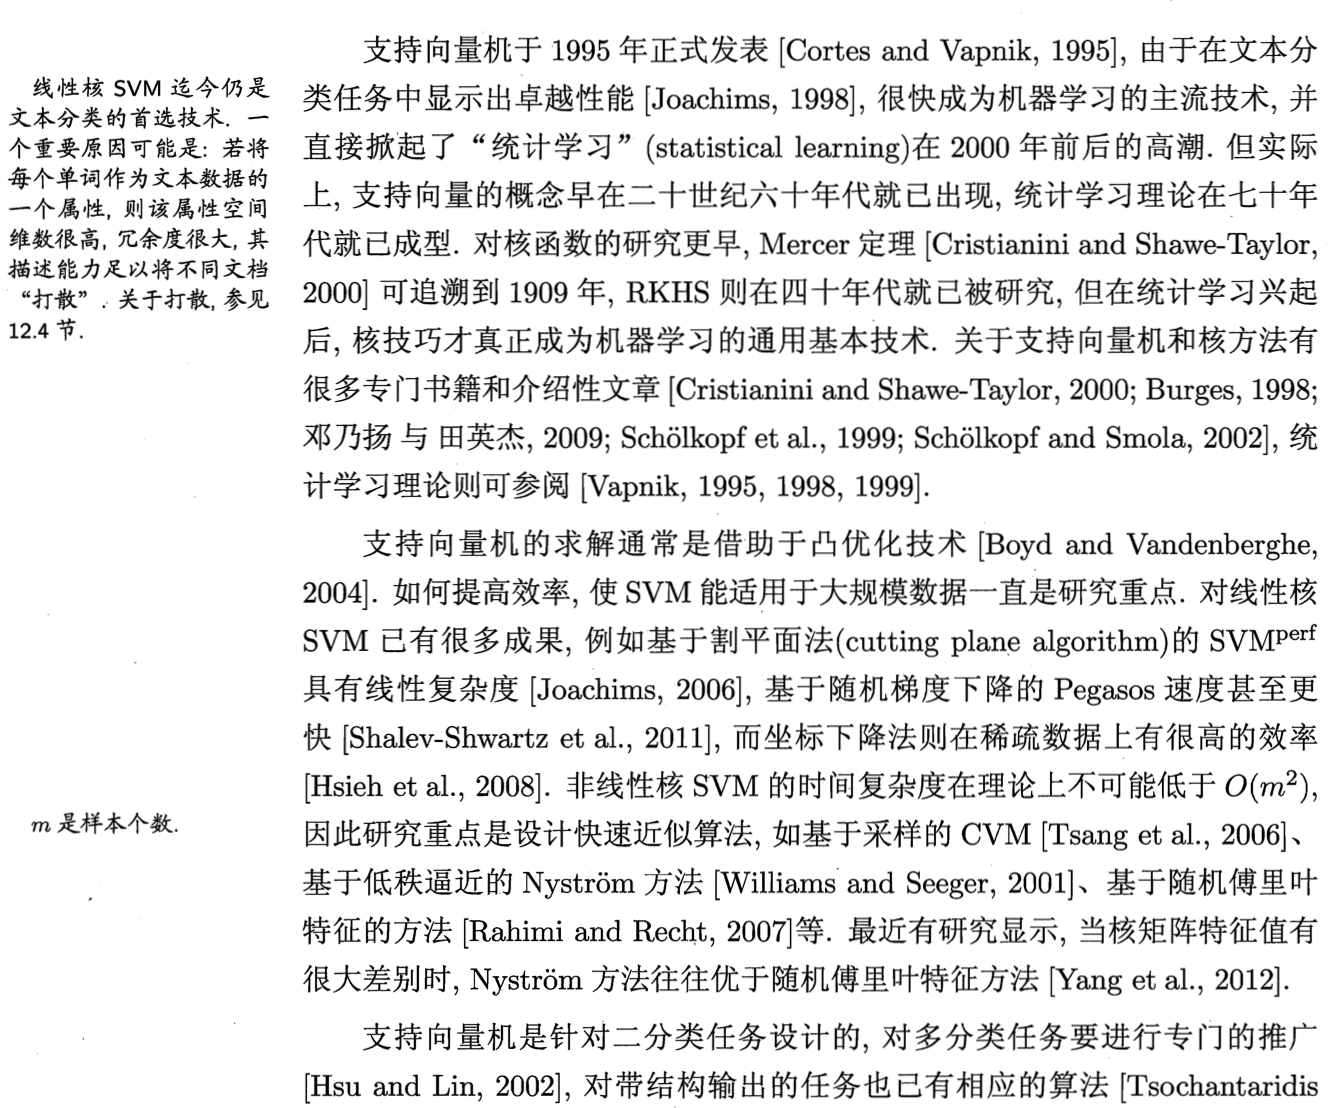 线性核 SVM 迄今仍是
文本分类的首选技术. 一
个重要原因可能是: 若将
每个单词作为文本数据的
一个属性, 则该属性空间
维数很高, 冗余度很大, 其
描述能力足以将不同文档
“打散”. 关于打散, 参见
12.4 节.
支持向量机于 1995 年正式发表 [Cortes and Vapnik, 1995], 由于在文本分
类任务中显示出卓越性能 [Joachims, 1998], 很快成为机器学习的主流技术, 并
直接掀起了“统计学习” (statistical learning)在 2000 年前后的高潮. 但实际
上, 支持向量的概念早在二十世纪六十年代就已出现, 统计学习理论在七十年
代就已成型. 对核函数的研究更早, Mercer 定理 [Cristianini and Shawe-Taylor,
2000] 可追溯到 1909 年, RKHS 则在四十年代就已被研究, 但在统计学习兴起
后, 核技巧才真正成为机器学习的通用基本技术. 关于支持向量机和核方法有
很多专门书籍和介绍性文章 [Cristianini and Shawe-Taylor, 2000; Burges, 1998;
邓乃扬 与 田英杰, 2009; Schölkopf et al., 1999; Schölkopf and Smola, 2002], 统
计学习理论则可参阅 [Vapnik, 1995, 1998, 1999].
支持向量机的求解通常是借助于凸优化技术 [Boyd and Vandenberghe,
2004]. 如何提高效率, 使 SVM 能适用于大规模数据一直是研究重点. 对线性核
SVM 已有很多成果, 例如基于割平面法(cutting plane algorithm)的 SVM^perf
具有线性复杂度 [Joachims, 2006], 基于随机梯度下降的 Pegasos 速度甚至更
快 [Shalev-Shwartz et al., 2011], 而坐标下降法则在稀疏数据上有很高的效率
[Hsieh et al., 2008]. 非线性核 SVM 的时间复杂度在理论上不可能低于 O(m²),
m 是样本个数.
因此研究重点是设计快速近似算法, 如基于采样的 CVM [Tsang et al., 2006]、
基于低秩逼近的 Nyström 方法 [Williams and Seeger, 2001]、基于随机傅里叶
特征的方法 [Rahimi and Recht, 2007]等. 最近有研究显示, 当核矩阵特征值有
很大差别时, Nyström 方法往往优于随机傅里叶特征方法 [Yang et al., 2012].
支持向量机是针对二分类任务设计的, 对多分类任务要进行专门的推广
[Hsu and Lin, 2002], 对带结构输出的任务也已有相应的算法 [Tsochantaridis